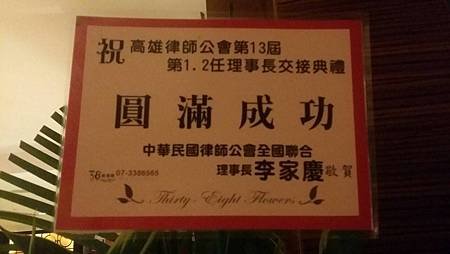 祝 高雄律師公會第13屆
第1.2任理事長交接典禮
圓滿成功
中華民國律師公會全國聯合
理事長 李家慶 敬賀
38 07-3386565
Thirty-Eight Flowers